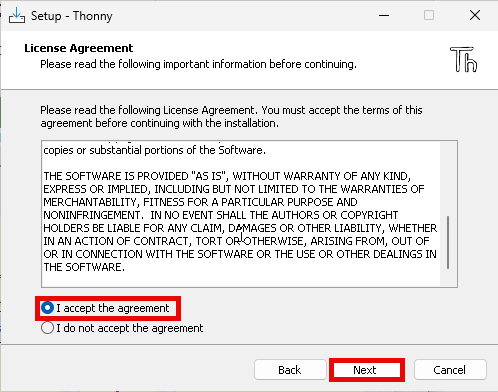 Setup - Thonny
License Agreement
Please read the following important information before continuing.
Th
Please read the following License Agreement. You must accept the terms of this
agreement before continuing with the installation.
copies or substantial portions of the Software.
THE SOFTWARE IS PROVIDED "AS IS", WITHOUT WARRANTY OF ANY KIND,
EXPRESS OR IMPLIED, INCLUDING BUT NOT LIMITED TO THE WARRANTIES OF
MERCHANTABILITY, FITNESS FOR A PARTICULAR PURPOSE AND
NONINFRINGEMENT. IN NO EVENT SHALL THE AUTHORS OR COPYRIGHT
HOLDERS BE LIABLE FOR ANY CLAIM, DAMAGES OR OTHER LIABILITY, WHETHER
IN AN ACTION OF CONTRACT, TORT OR OTHERWISE, ARISING FROM, OUT OF
OR IN CONNECTION WITH THE SOFTWARE OR THE USE OR OTHER DEALINGS IN
THE SOFTWARE.
I accept the agreement
I do not accept the agreement
Back
Next
Cancel